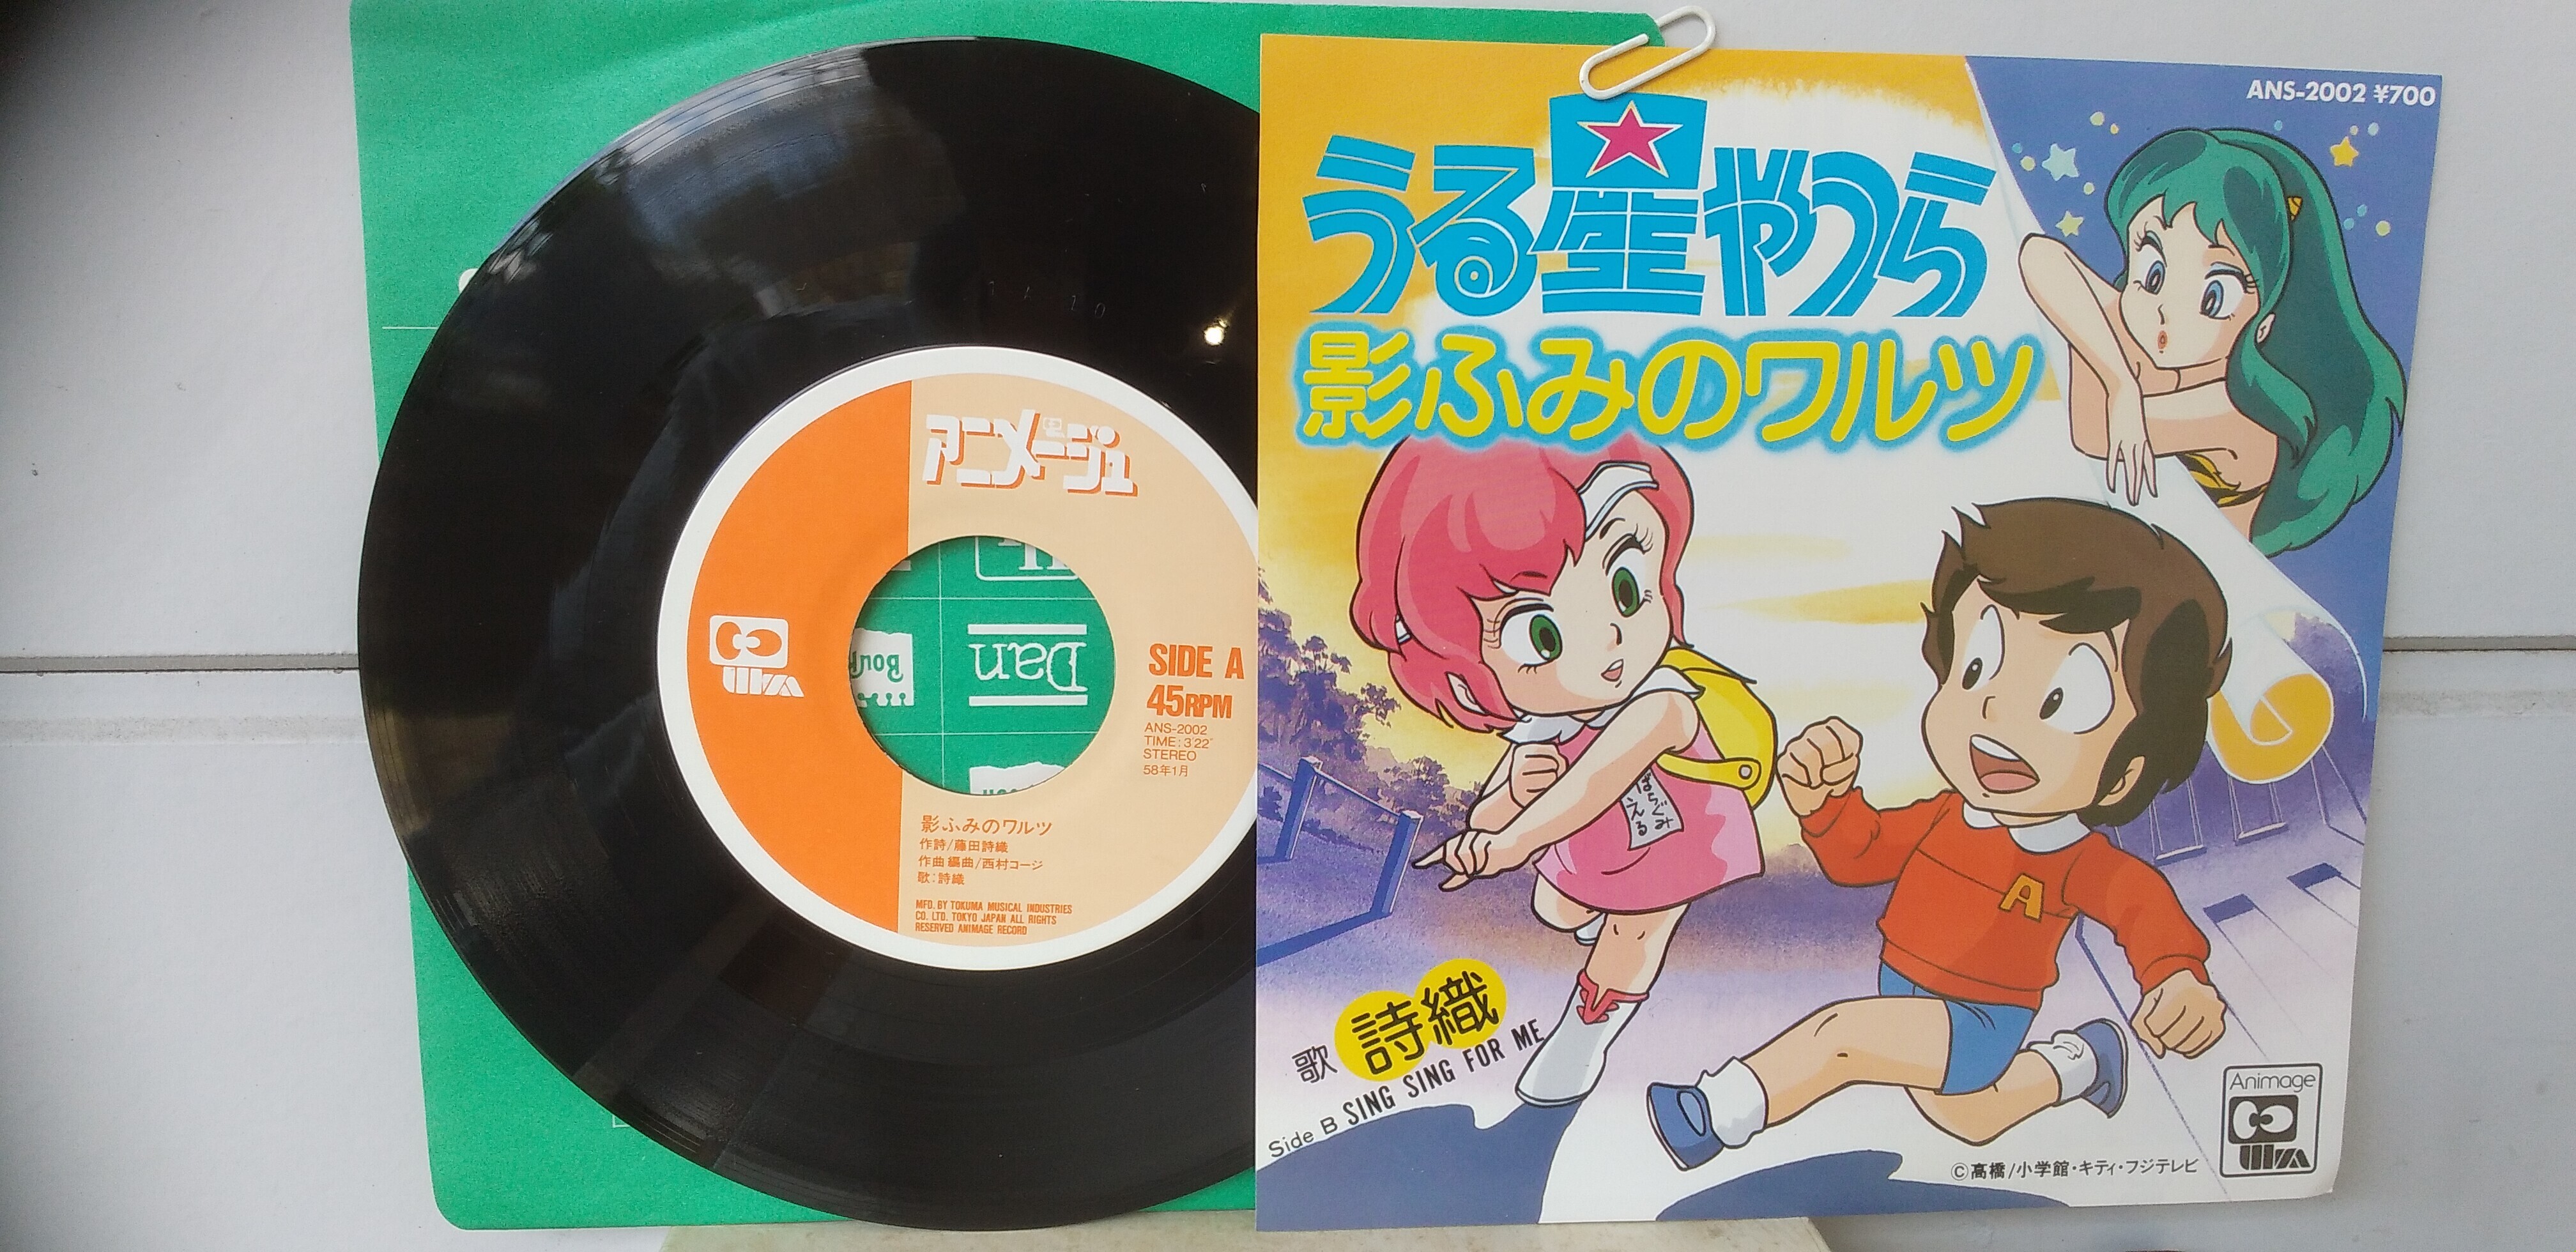 アニメージュ
SIDE A
45RPM
ANS-2002
TIME:3'22"
STEREO
58年1月
影ふみのワルツ
作詩/藤田詩織
作曲編曲/西村コージ
歌:詩織
MFD. BY TOKUMA MUSICAL INDUSTRIES
CO. LTD. TOKYO JAPAN ALL RIGHTS
RESERVED ANIMAGE RECORD
Dan
ANS-2002 ¥700
うる星やつら
影ふみのワルツ
ばらぐみ
える
A
歌 詩織
Side B SING SING FOR ME
Animage
©高橋/小学館・キティ・フジテレビ